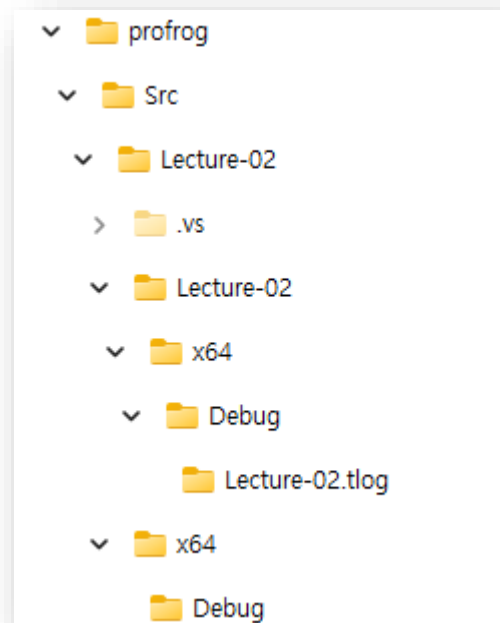 profrog
Src
Lecture-02
.vs
Lecture-02
x64
Debug
Lecture-02.tlog
x64
Debug